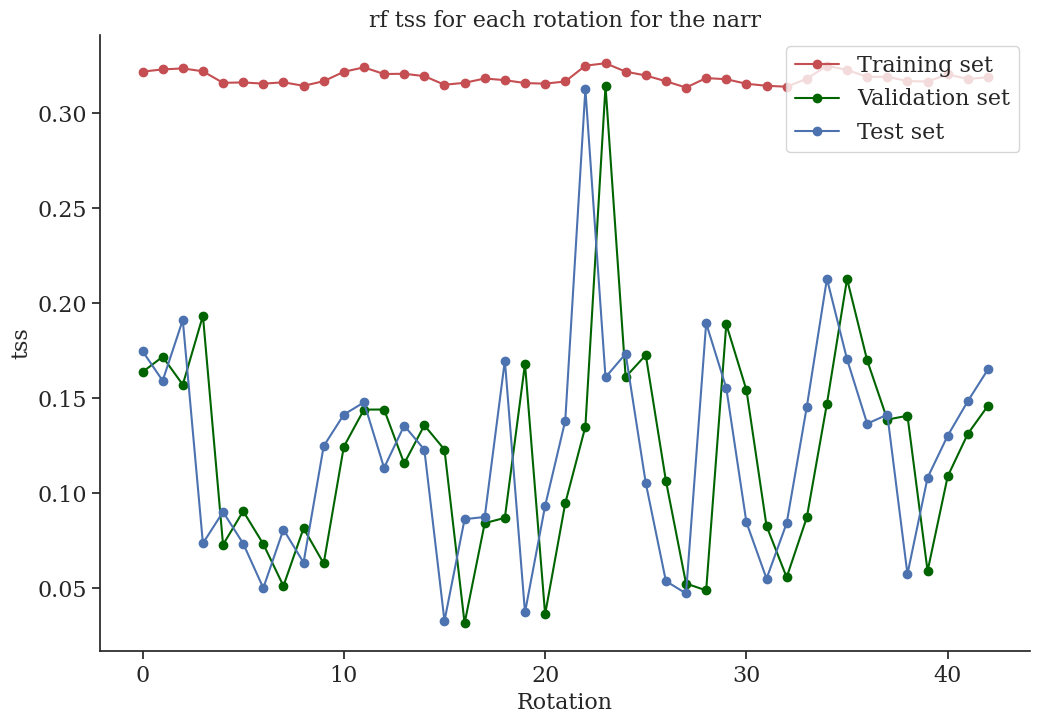 rf tss for each rotation for the narr
Training set
Validation set
Test set
tss
0.30
0.25
0.20
0.15
0.10
0.05
0 10 20 30 40
Rotation